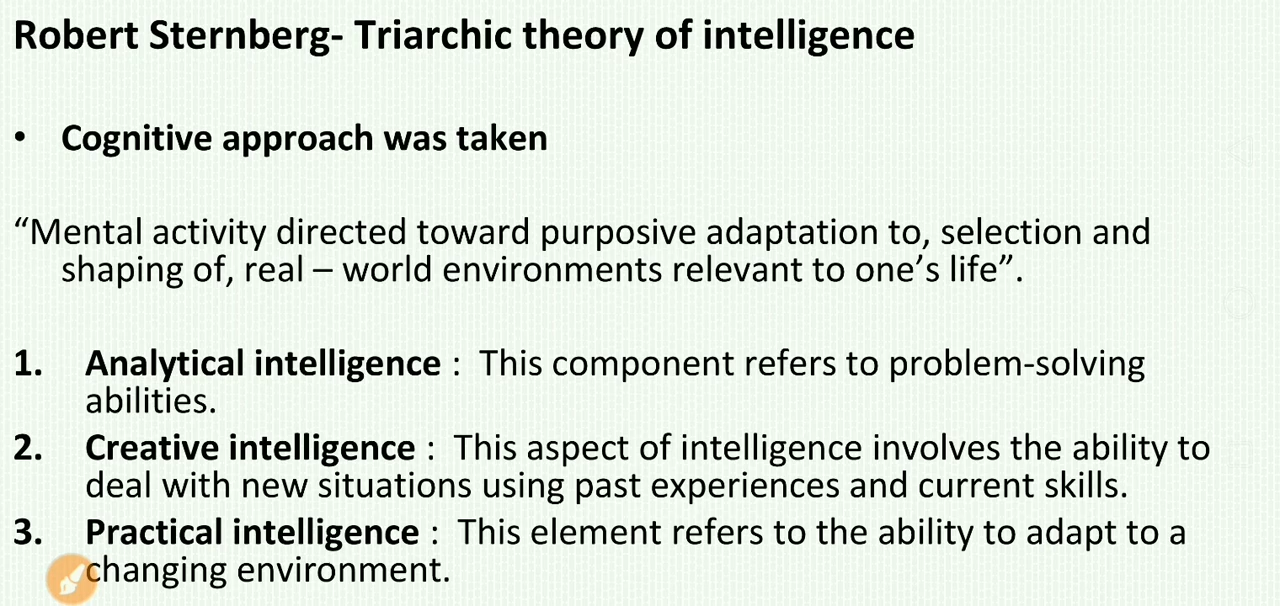 Robert Sternberg- Triarchic theory of intelligence
• Cognitive approach was taken
“Mental activity directed toward purposive adaptation to, selection and
shaping of, real – world environments relevant to one’s life”.
1. Analytical intelligence : This component refers to problem-solving
abilities.
2. Creative intelligence : This aspect of intelligence involves the ability to
deal with new situations using past experiences and current skills.
3. Practical intelligence : This element refers to the ability to adapt to a
changing environment.